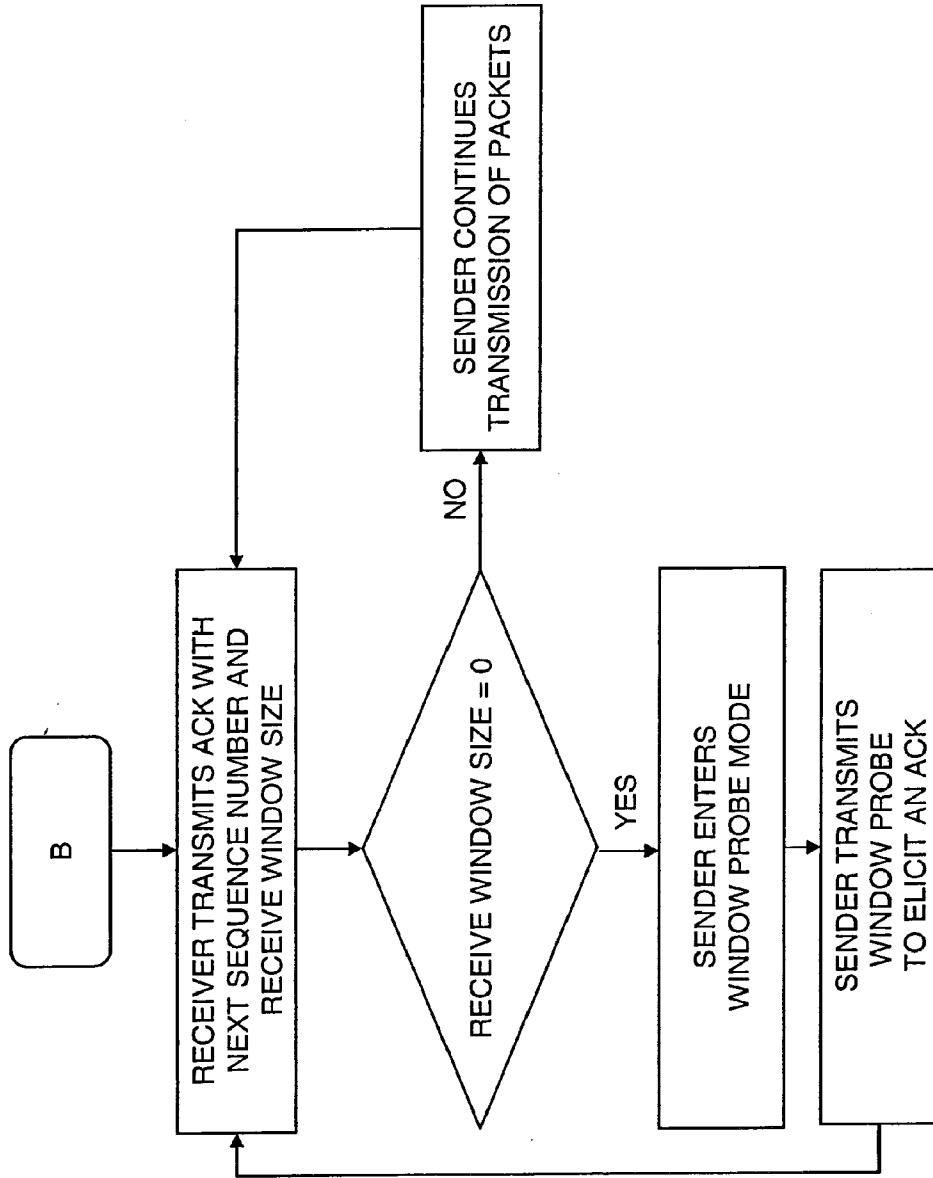 B
RECEIVER TRANSMITS ACK WITH
NEXT SEQUENCE NUMBER AND
RECEIVE WINDOW SIZE
RECEIVE WINDOW SIZE = 0
NO
SENDER CONTINUES
TRANSMISSION OF PACKETS
YES
SENDER ENTERS
WINDOW PROBE MODE
SENDER TRANSMITS
WINDOW PROBE
TO ELICIT AN ACK